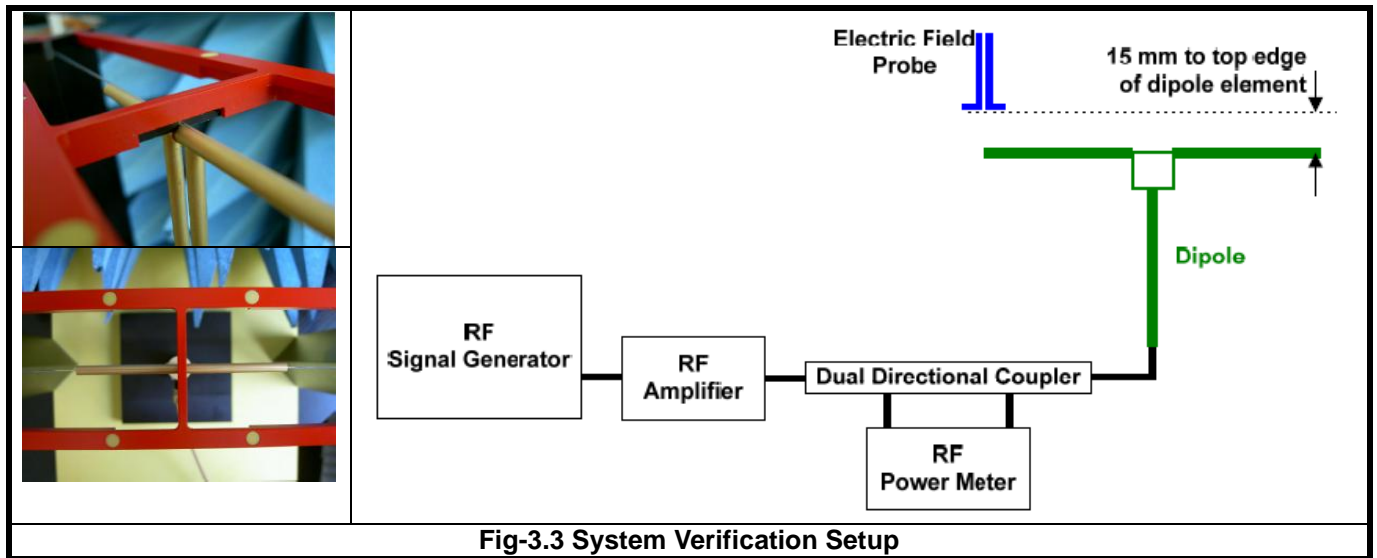 Electric Field
Probe
15 mm to top edge
of dipole element
Dipole
RF
Signal Generator
RF
Amplifier
Dual Directional Coupler
RF
Power Meter
Fig-3.3 System Verification Setup